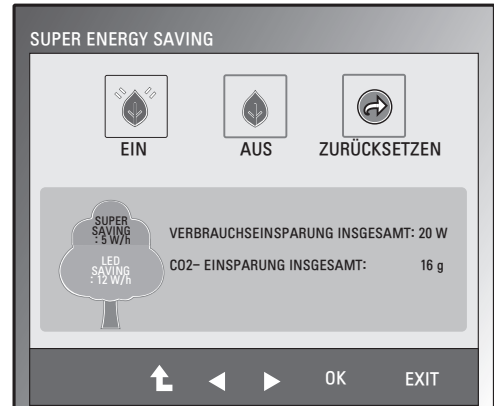 SUPER ENERGY SAVING
EIN AUS ZURÜCKSETZEN
SUPER
SAVING
: 5 W/h
LED
SAVING
: 12 W/h
VERBRAUCHSEINSPARUNG INSGESAMT: 20 W
CO2– EINSPARUNG INSGESAMT: 16 g
OK EXIT